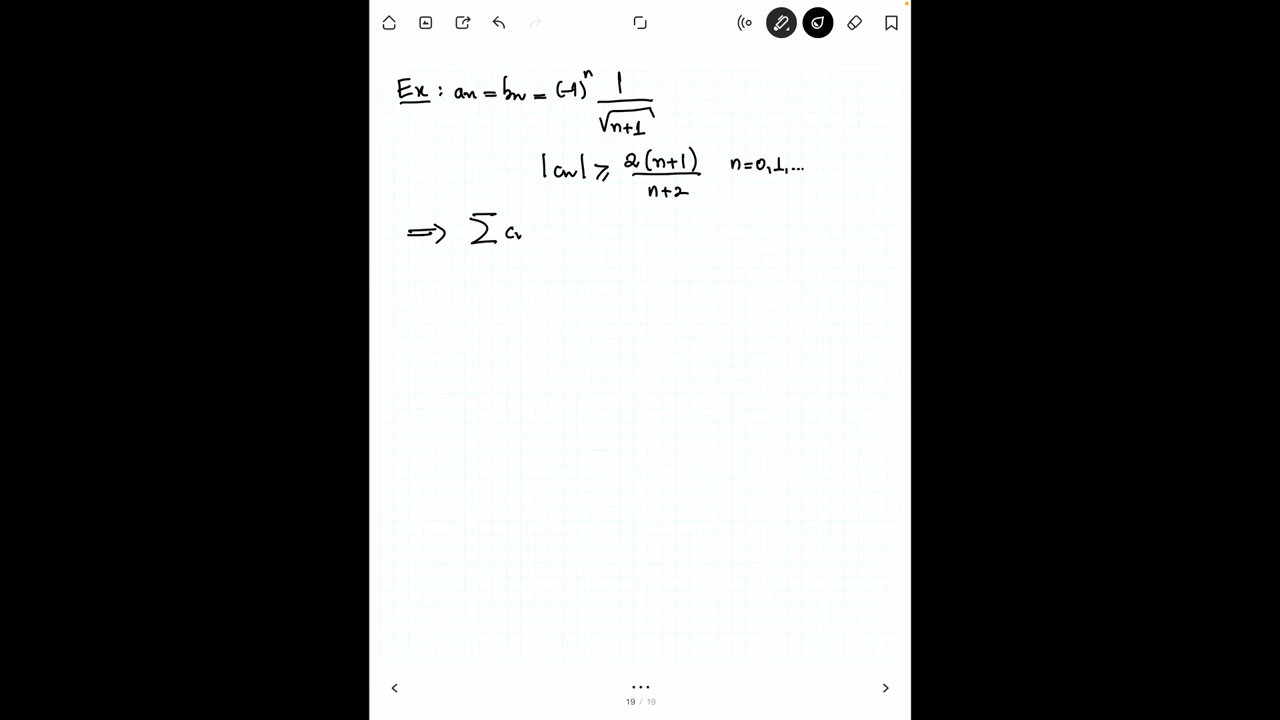 Ex : an = bn = (-1)^n 1/√(n+1)
|cn| ≥ 2(n+1)/(n+2) n=0,1,...
⟹ ∑ cn
19 / 19